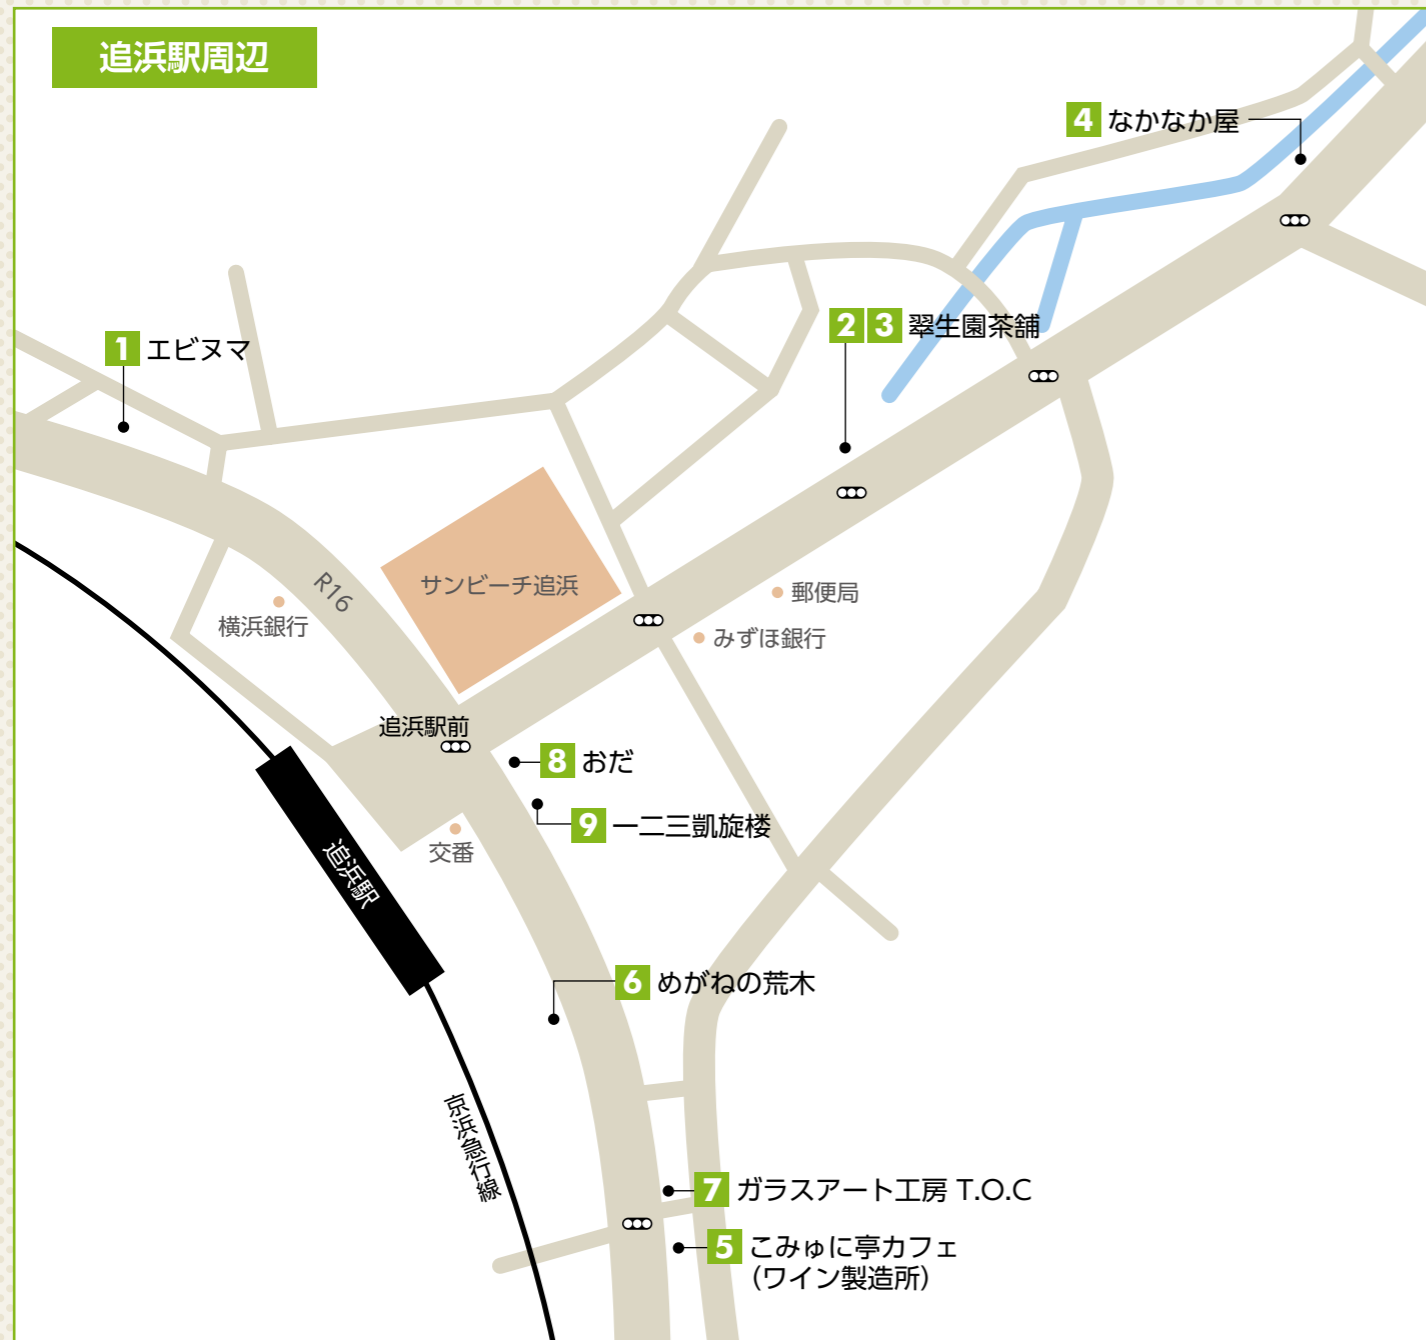 追浜駅周辺
4 なかなか屋
2 3 翠生園茶舗
1 エビヌマ
R16
サンビーチ追浜
郵便局
横浜銀行
みずほ銀行
追浜駅前
8 おだ
9 一二三凱旋楼
交番
追浜駅
6 めがねの荒木
京浜急行線
7 ガラスアート工房 T.O.C
5 こみゅに亭カフェ
(ワイン製造所)